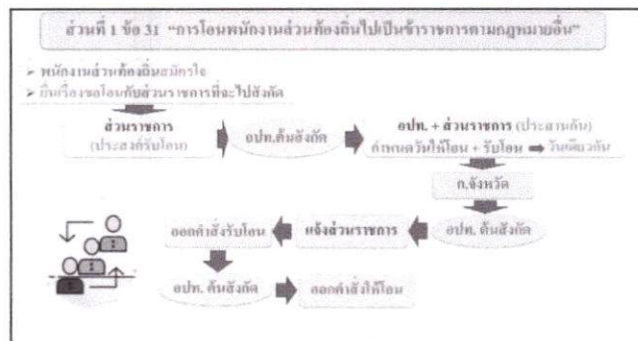 ส่วนที่ 1 ข้อ 31 “การโอนพนักงานส่วนท้องถิ่นไปเป็นข้าราชการตามกฎหมายอื่น”
➢ พนักงานส่วนท้องถิ่นสมัครใจ
➢ ยื่นเรื่องขอโอนกับส่วนราชการที่จะไปสังกัด
ส่วนราชการ
(ประสงค์รับโอน)
อปท.ต้นสังกัด
อปท. + ส่วนราชการ (ประสานกัน)
กำหนดวันให้โอน + รับโอน ➡ วันเดียวกัน
ก.จังหวัด
อปท. ต้นสังกัด
แจ้งส่วนราชการ
ออกคำสั่งรับโอน
อปท. ต้นสังกัด
ออกคำสั่งให้โอน